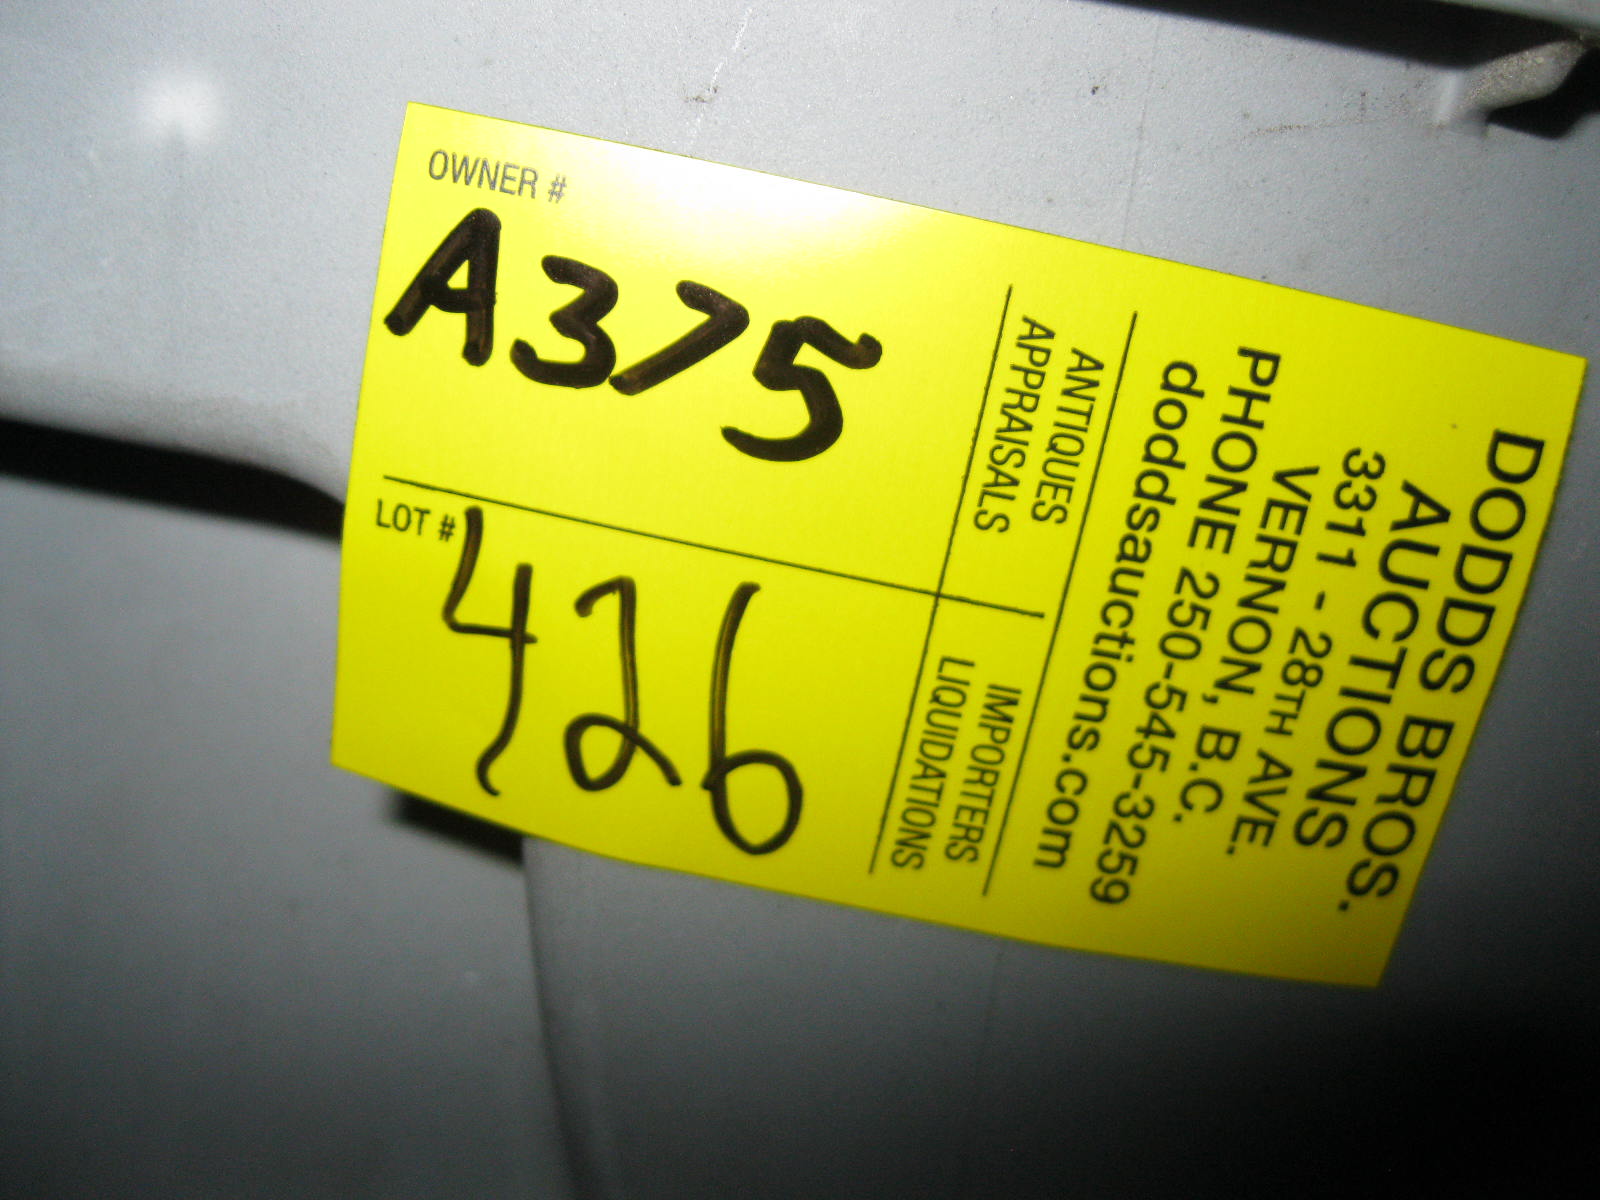 OWNER #
A375
LOT #
426
ANTIQUES
APPRAISALS
IMPORTERS
LIQUIDATIONS
DODDS BROS.
AUCTIONS
3311 - 28TH AVE.
VERNON, B.C.
PHONE 250-545-3259
doddsauctions.com